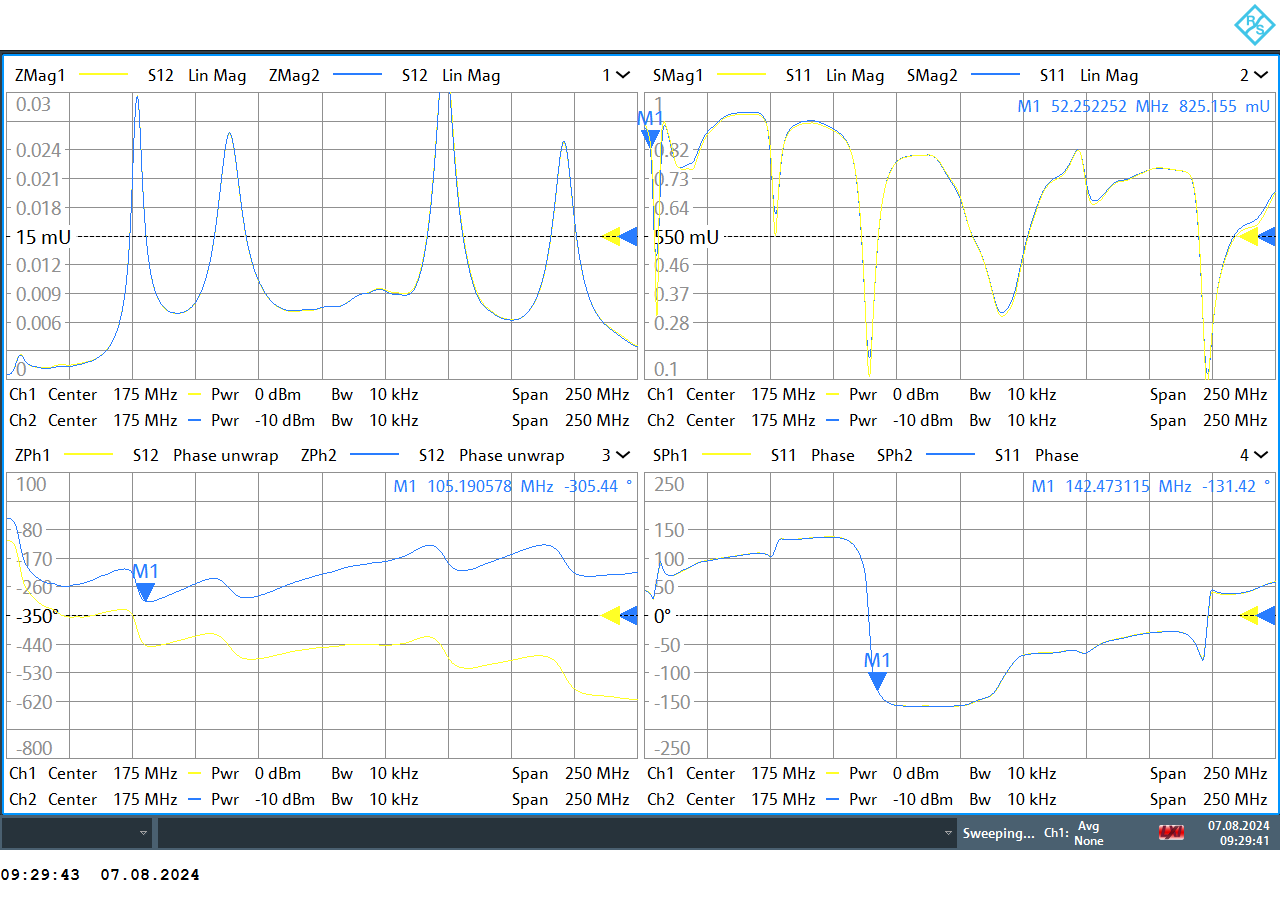 R&S
ZMag1 S12 Lin Mag ZMag2 S12 Lin Mag 1
0.03
0.024
0.021
0.018
15 mU
0.012
0.009
0.006
0
Ch1 Center 175 MHz Pwr 0 dBm Bw 10 kHz Span 250 MHz
Ch2 Center 175 MHz Pwr -10 dBm Bw 10 kHz Span 250 MHz
SMag1 S11 Lin Mag SMag2 S11 Lin Mag 2
M1 52.252252 MHz 825.155 mU
1
M1
0.82
0.73
0.64
550 mU
0.46
0.37
0.28
0.1
Ch1 Center 175 MHz Pwr 0 dBm Bw 10 kHz Span 250 MHz
Ch2 Center 175 MHz Pwr -10 dBm Bw 10 kHz Span 250 MHz
ZPh1 S12 Phase unwrap ZPh2 S12 Phase unwrap 3
100
M1 105.190578 MHz -305.44 °
-80
-170
M1
-260
-350°
-440
-530
-620
-800
Ch1 Center 175 MHz Pwr 0 dBm Bw 10 kHz Span 250 MHz
Ch2 Center 175 MHz Pwr -10 dBm Bw 10 kHz Span 250 MHz
SPh1 S11 Phase SPh2 S11 Phase 4
250
M1 142.473115 MHz -131.42 °
150
100
50
0°
-50
M1
-100
-150
-250
Ch1 Center 175 MHz Pwr 0 dBm Bw 10 kHz Span 250 MHz
Ch2 Center 175 MHz Pwr -10 dBm Bw 10 kHz Span 250 MHz
Sweeping... Ch1: Avg None
LXI
07.08.2024
09:29:41
09:29:43 07.08.2024